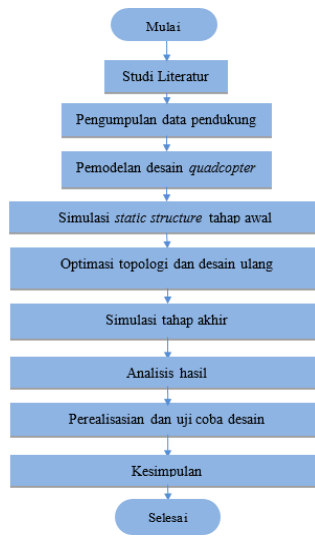 Mulai
Studi Literatur
Pengumpulan data pendukung
Pemodelan desain quadcopter
Simulasi static structure tahap awal
Optimasi topologi dan desain ulang
Simulasi tahap akhir
Analisis hasil
Perealisasian dan uji coba desain
Kesimpulan
Selesai